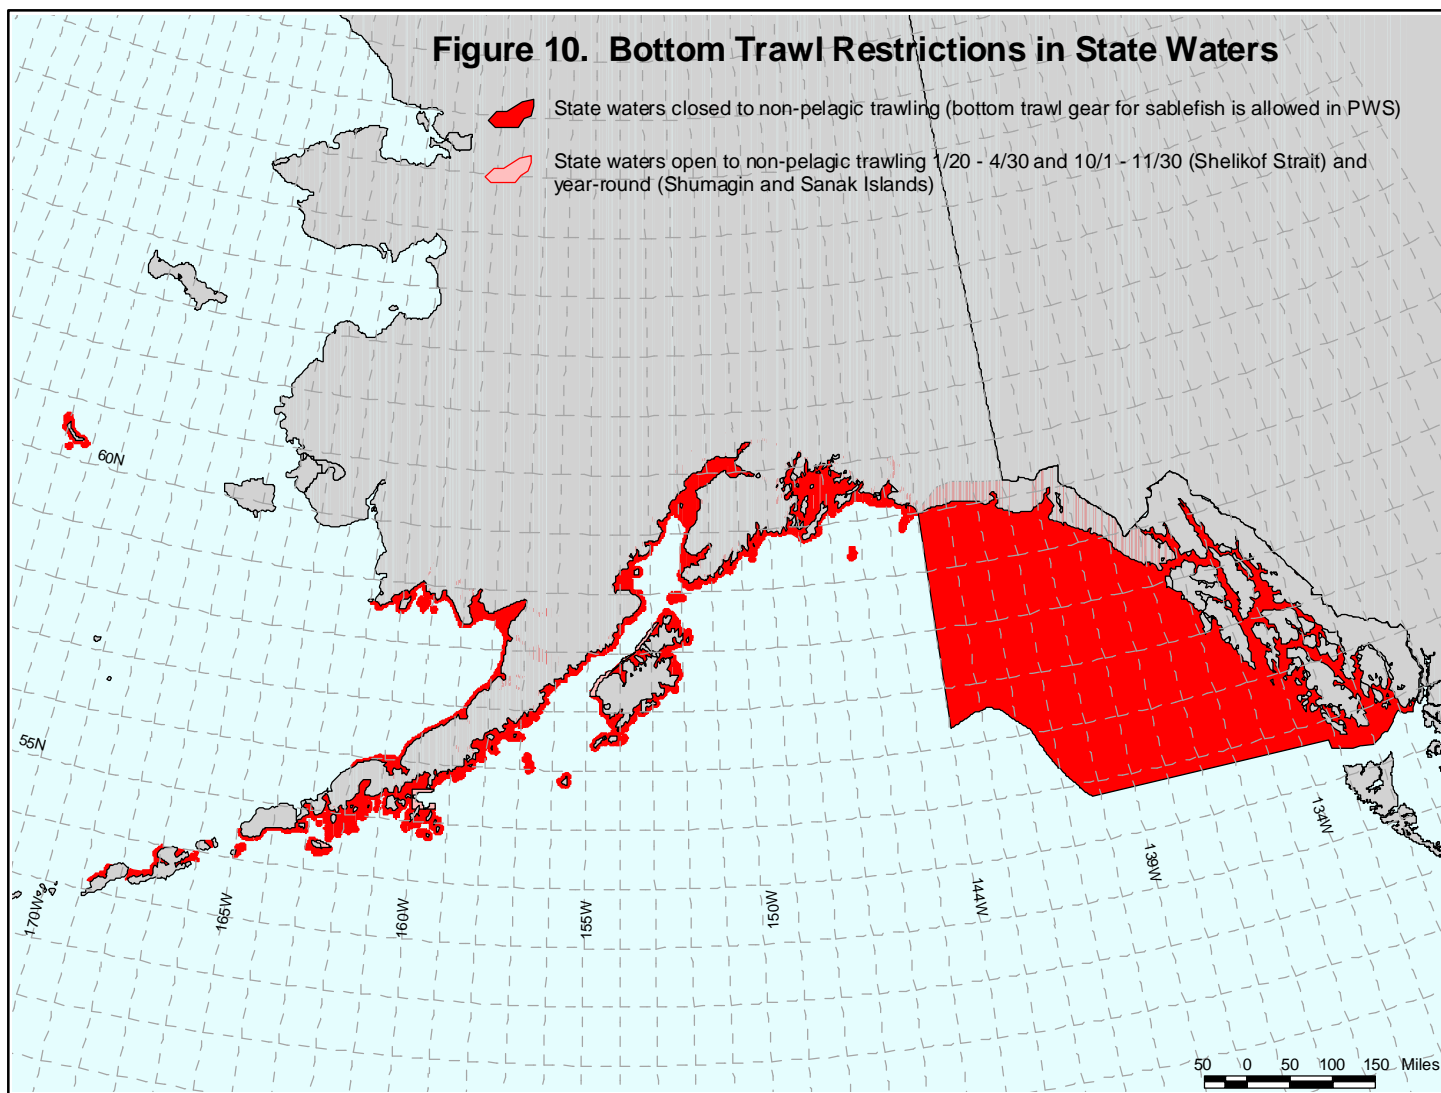 Figure 10. Bottom Trawl Restrictions in State Waters
State waters closed to non-pelagic trawling (bottom trawl gear for sablefish is allowed in PWS)
State waters open to non-pelagic trawling 1/20 - 4/30 and 10/1 - 11/30 (Shelikof Strait) and
year-round (Shumagin and Sanak Islands)
60N
55N
170W
165W
160W
155W
150W
144W
139W
134W
50 0 50 100 150 Miles